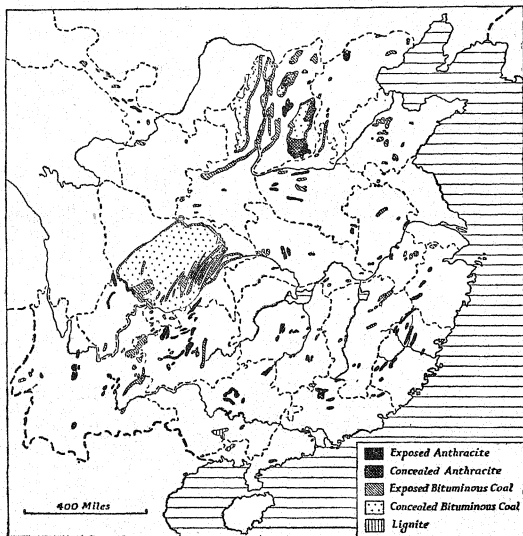 Exposed Anthracite
Concealed Anthracite
Exposed Bituminous Coal
Concealed Bituminous Coal
Lignite
400 Miles